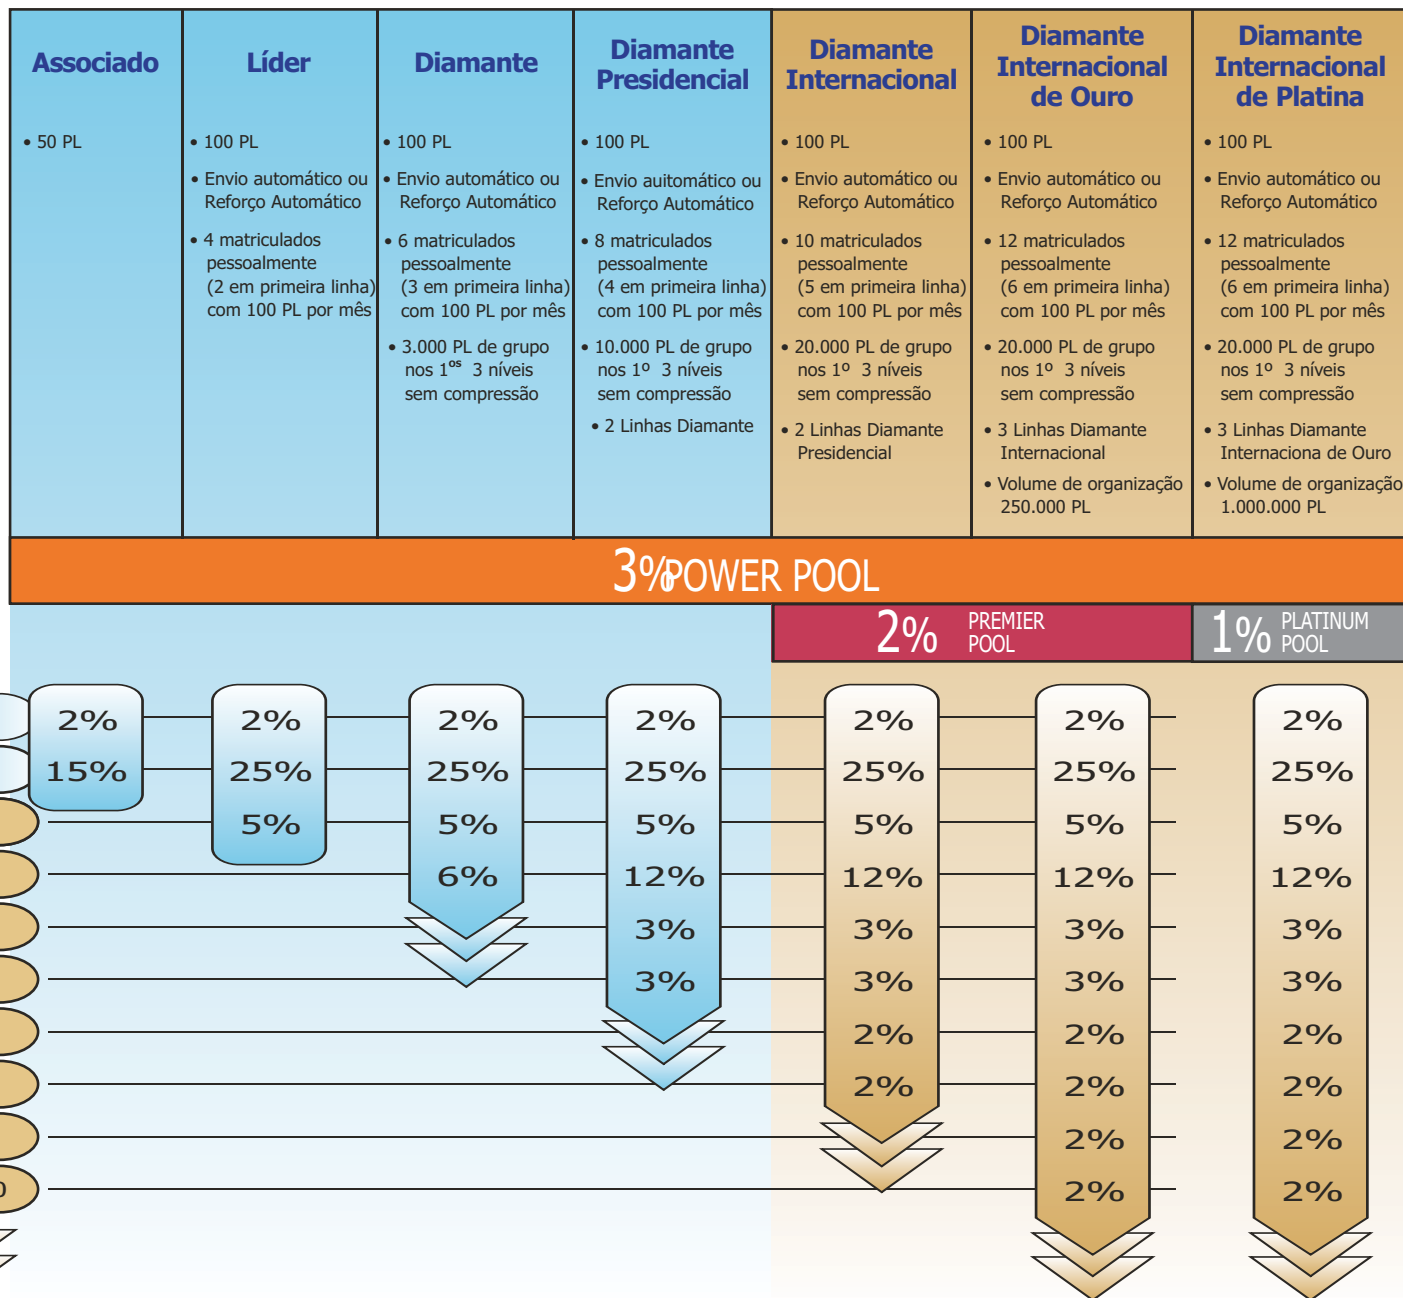 Associado
• 50 PL
Líder
• 100 PL
• Envio automático ou
Reforço Automático
• 4 matriculados
pessoalmente
(2 em primeira linha)
com 100 PL por mês
Diamante
• 100 PL
• Envio automático ou
Reforço Automático
• 6 matriculados
pessoalmente
(3 em primeira linha)
com 100 PL por mês
• 3.000 PL de grupo
nos 1os 3 níveis
sem compressão
Diamante
Presidencial
• 100 PL
• Envio auitomático ou
Reforço Automático
• 8 matriculados
pessoalmente
(4 em primeira linha)
com 100 PL por mês
• 10.000 PL de grupo
nos 1º 3 níveis
sem compressão
• 2 Linhas Diamante
Diamante
Internacional
• 100 PL
• Envio automático ou
Reforço Automático
• 10 matriculados
pessoalmente
(5 em primeira linha)
com 100 PL por mês
• 20.000 PL de grupo
nos 1º 3 níveis
sem compressão
• 2 Linhas Diamante
Presidencial
Diamante
Internacional
de Ouro
• 100 PL
• Envio automático ou
Reforço Automático
• 12 matriculados
pessoalmente
(6 em primeira linha)
com 100 PL por mês
• 20.000 PL de grupo
nos 1º 3 níveis
sem compressão
• 3 Linhas Diamante
Internacional
• Volume de organização
250.000 PL
Diamante
Internacional
de Platina
• 100 PL
• Envio automático ou
Reforço Automático
• 12 matriculados
pessoalmente
(6 em primeira linha)
com 100 PL por mês
• 20.000 PL de grupo
nos 1º 3 níveis
sem compressão
• 3 Linhas Diamante
Internaciona de Ouro
• Volume de organização
1.000.000 PL
3% POWER POOL
2% PREMIER
POOL
1% PLATINUM
POOL
2% 2% 2% 2% 2% 2% 2%
15% 25% 25% 25% 25% 25% 25%
5% 5% 5% 5% 5% 5%
6% 12% 12% 12% 12%
3% 3% 3% 3%
3% 3% 3% 3%
2% 2% 2%
2% 2% 2%
2% 2%
2% 2%